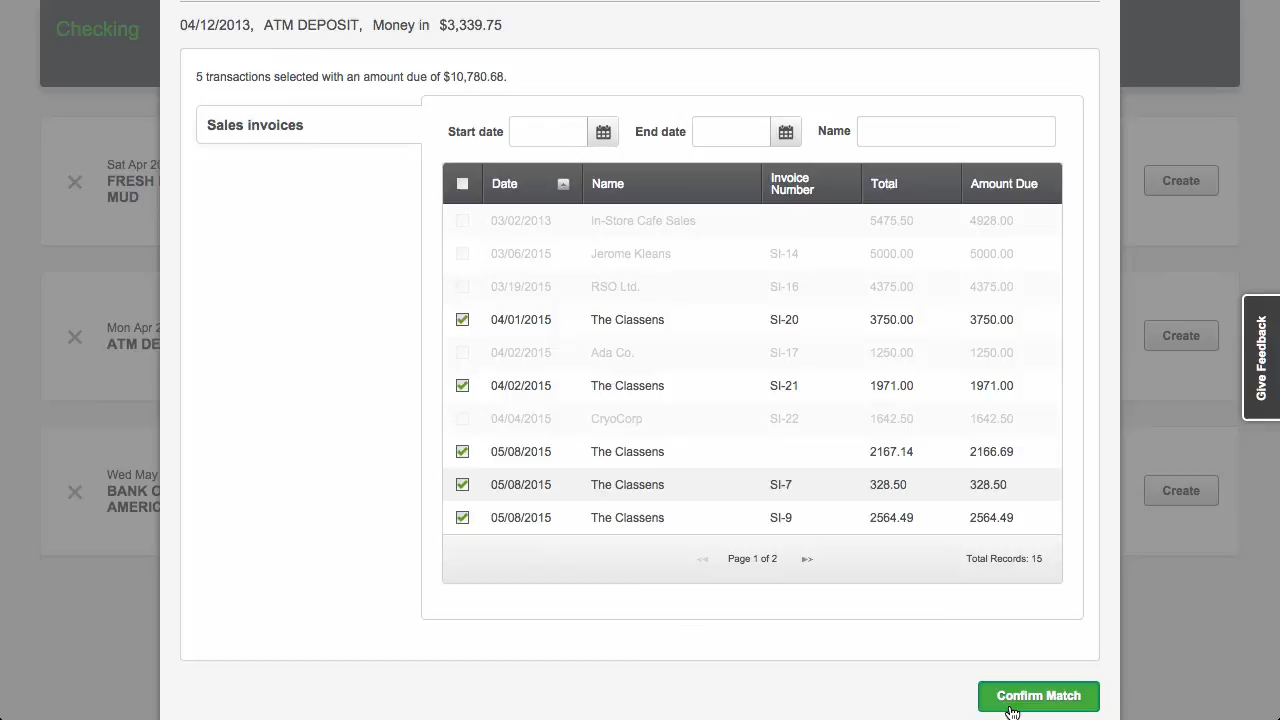 Checking
04/12/2013, ATM DEPOSIT, Money in $3,339.75
5 transactions selected with an amount due of $10,780.68.
Sales invoices
Start date End date Name
Date Name Invoice Number Total Amount Due
03/02/2013 In-Store Cafe Sales 5475.50 4928.00
03/06/2015 Jerome Kleans SI-14 5000.00 5000.00
03/19/2015 RSO Ltd. SI-16 4375.00 4375.00
04/01/2015 The Classens SI-20 3750.00 3750.00
04/02/2015 Ada Co. SI-17 1250.00 1250.00
04/02/2015 The Classens SI-21 1971.00 1971.00
04/04/2015 CryoCorp SI-22 1642.50 1642.50
05/08/2015 The Classens 2167.14 2166.69
05/08/2015 The Classens SI-7 328.50 328.50
05/08/2015 The Classens SI-9 2564.49 2564.49
Page 1 of 2 Total Records: 15
Confirm Match
Sat Apr 20
FRESH
MUD
Create
Mon Apr 2
ATM DE
Create
Wed May
BANK O
AMERIC
Create
Give Feedback